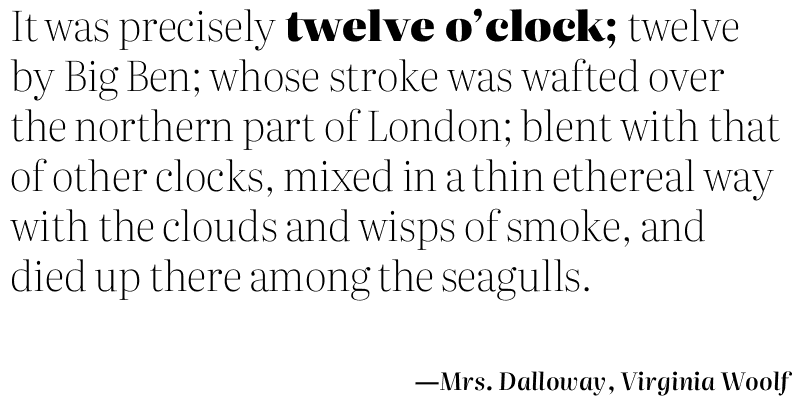 It was precisely twelve o’clock; twelve
by Big Ben; whose stroke was wafted over
the northern part of London; blent with that
of other clocks, mixed in a thin ethereal way
with the clouds and wisps of smoke, and
died up there among the seagulls.
—Mrs. Dalloway, Virginia Woolf